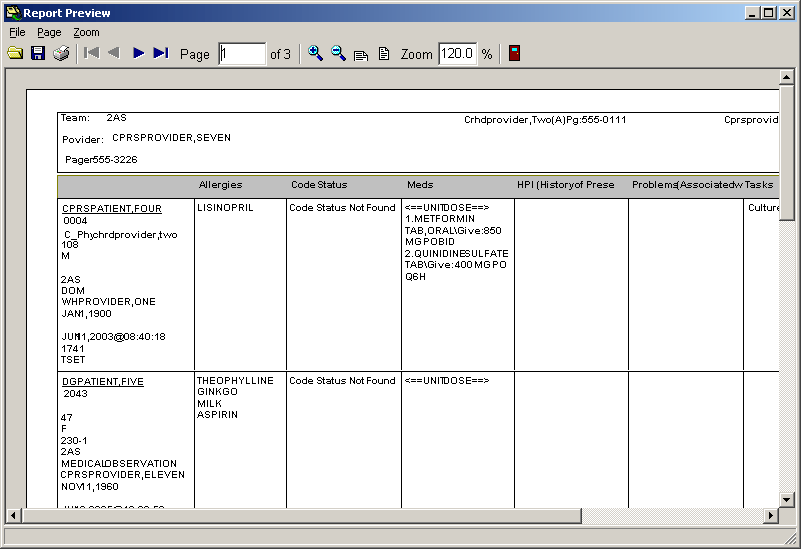 Report Preview
File Page Zoom
Page 1 of 3 Zoom 120.0 %
Team: 2AS Crhdprovider,Two(A)Pg:555-0111 Cprsprovid
Povider: CPRSPROVIDER,SEVEN
Pager555-3226
Allergies Code Status Meds HPI (History of Prese Problems(Associatedw Tasks
CPRSPATIENT,FOUR LISINOPRIL Code Status Not Found <==UNITDOSE==> Culture
0004 1.METFORMIN
C_Phy:chrdprovider,two TAB,ORAL\Give:850
108 MG PO BID
M 2.QUINIDINE SULFATE
TAB\Give:400 MG PO
2AS Q6H
DOM
WHPROVIDER,ONE
JAN1,1900
JUN11,2003@08:40:18
1741
TSET
DGPATIENT,FIVE THEOPHYLLINE Code Status Not Found <==UNITDOSE==>
2043 GINKGO
MILK
47 ASPIRIN
F
230-1
2AS
MEDICALOBSERVATION
CPRSPROVIDER,ELEVEN
NOV11,1960